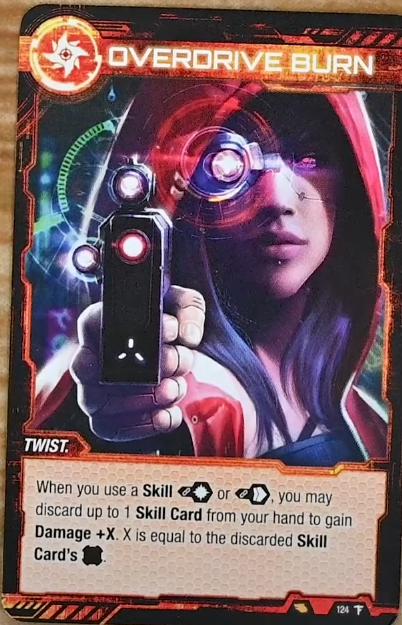 OVERDRIVE BURN
TWIST.
When you use a Skill or , you may
discard up to 1 Skill Card from your hand to gain
Damage +X. X is equal to the discarded Skill
Card's .
124